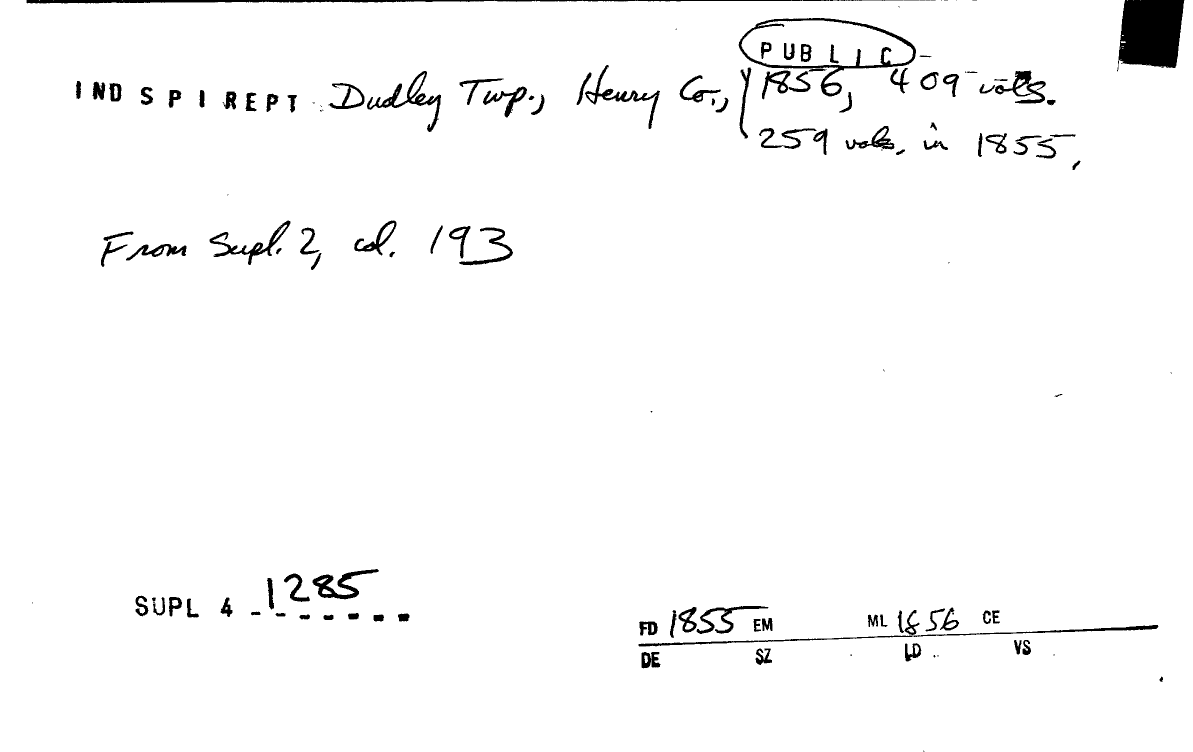 PUBLIC
IND SPI REPT Dudley Twp., Henry Co., 1856, 409 vols.
259 vols. in 1855.
From Supl. 2, col. 193
SUPL 4 1285
FD 1855 EM ML 1856 CE
DE SZ LD VS